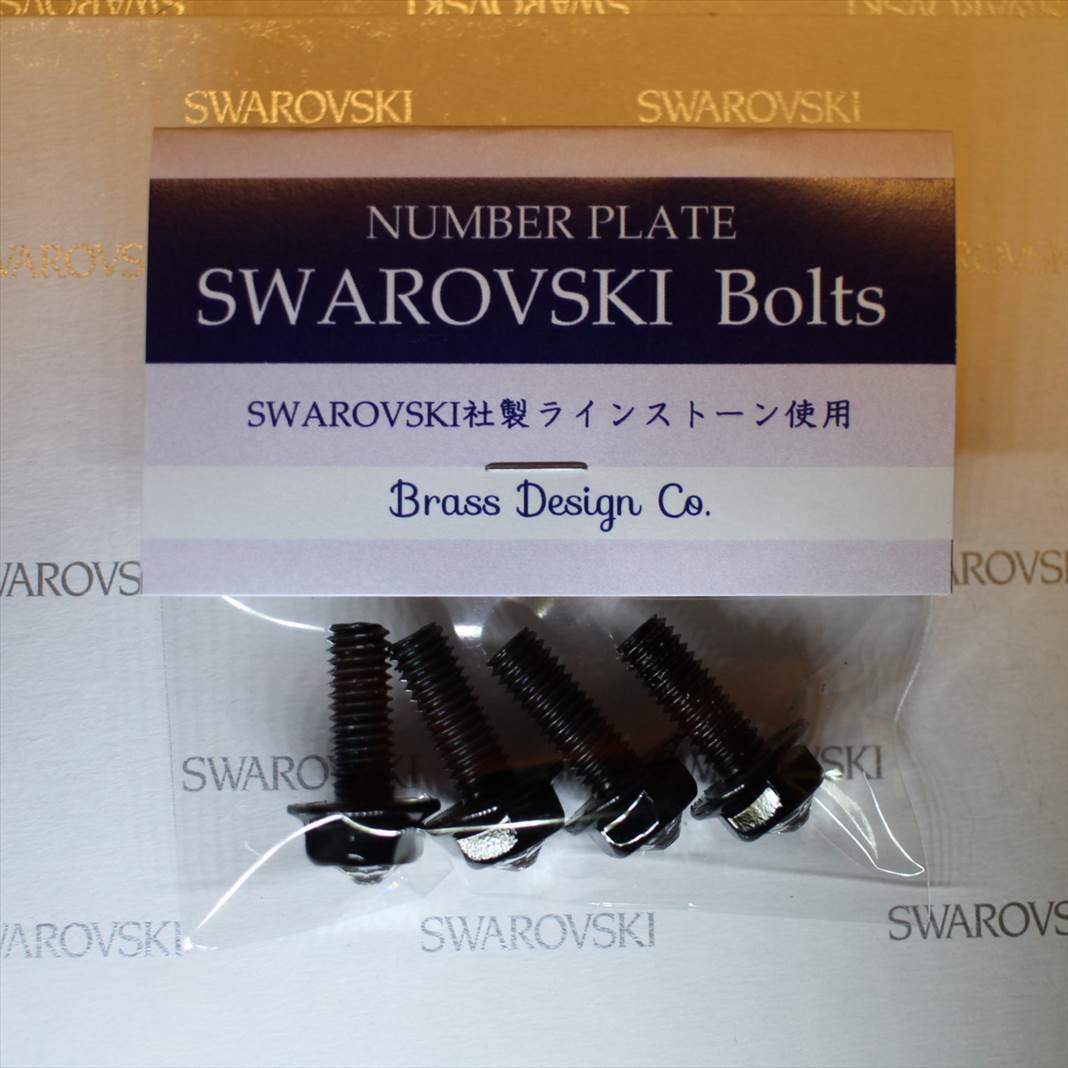 SWAROVSKI SWAROVSKI
NUMBER PLATE
SWAROVSKI Bolts
SWAROVSKI社製ラインストーン使用
Brass Design Co.
SWAROVSKI
SWAROVSKI